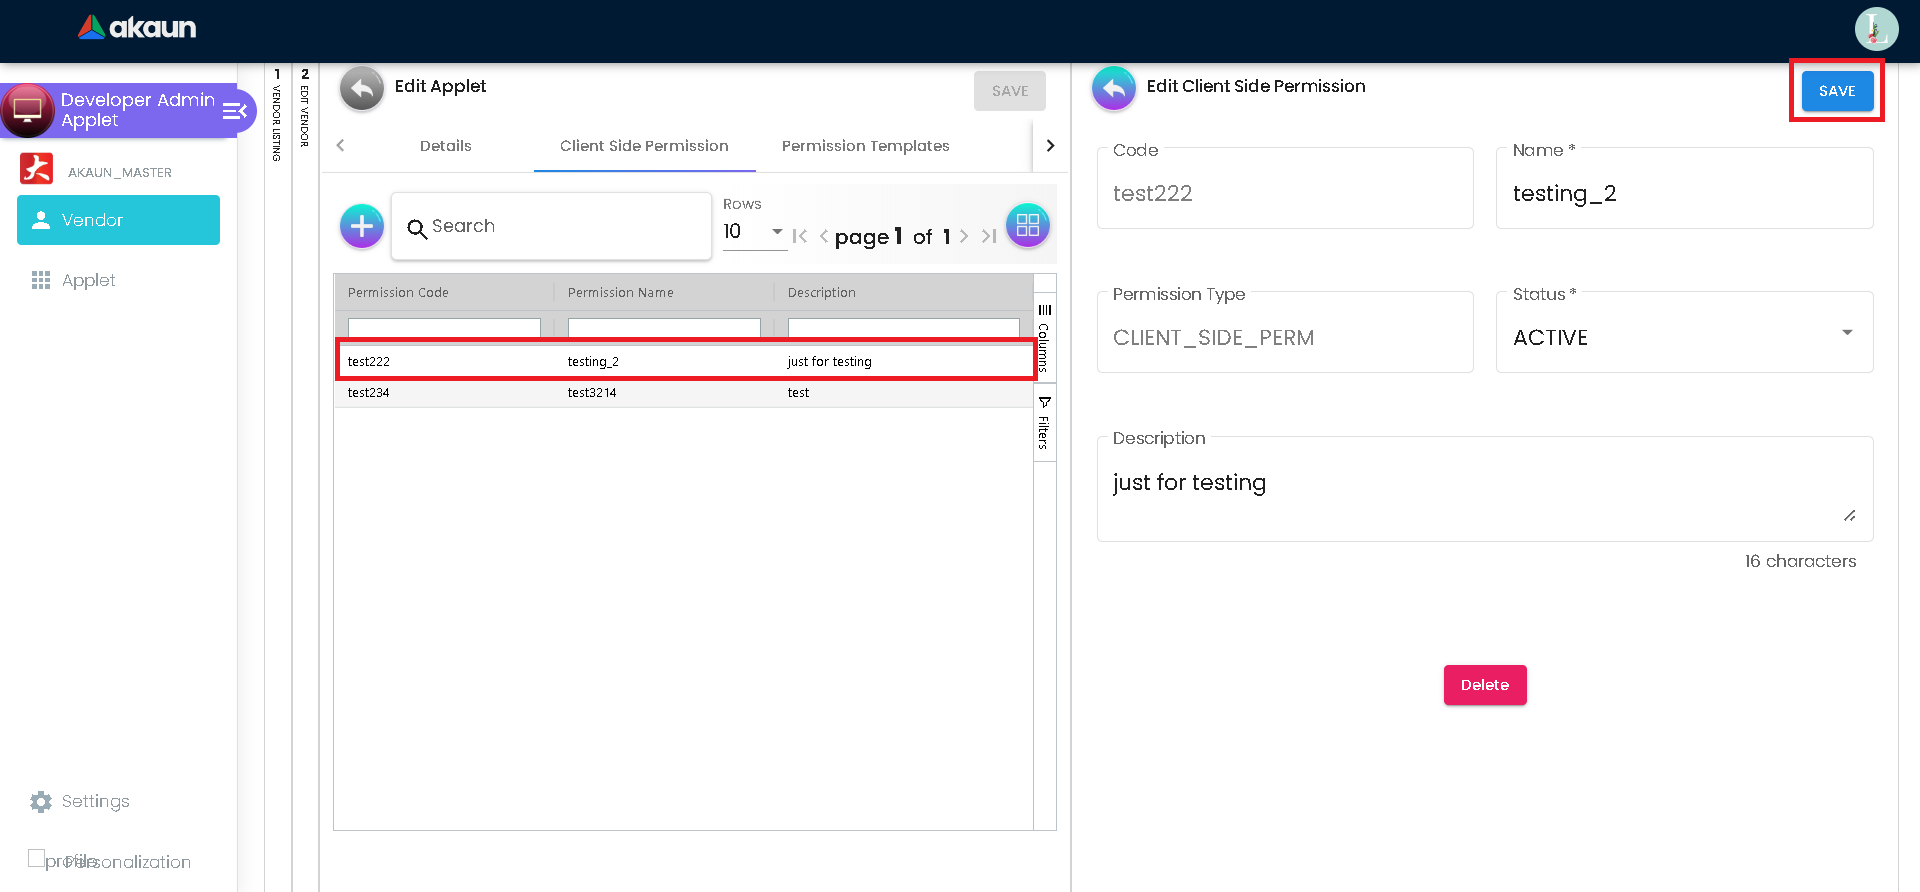 akaun
L
Developer Admin
Applet
AKAUN_MASTER
Vendor
Applet
Settings
profile
Personalization
1 VENDOR LISTING
2 EDIT VENDOR
Edit Applet
SAVE
Details
Client Side Permission
Permission Templates
Search
Rows
10
page 1 of 1
Permission Code Permission Name Description
test222 testing_2 just for testing
test234 test3214 test
Columns
Filters
Edit Client Side Permission
SAVE
Code
test222
Name *
testing_2
Permission Type
CLIENT_SIDE_PERM
Status *
ACTIVE
Description
just for testing
16 characters
Delete